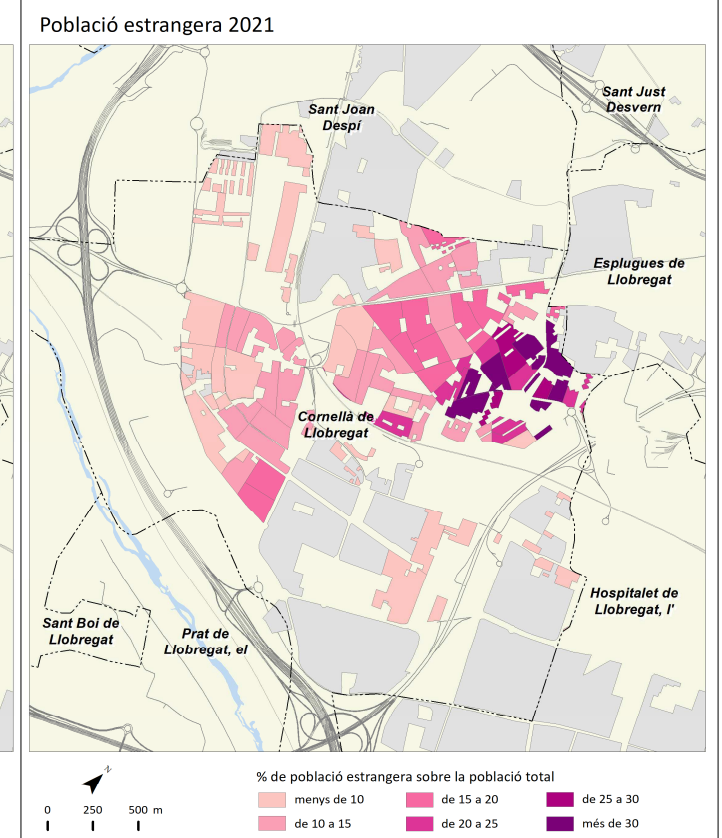 Població estrangera 2021
Sant Just
Desvern
Sant Joan
Despí
Esplugues de
Llobregat
Cornellà de
Llobregat
Hospitalet de
Llobregat, l'
Sant Boi de
Llobregat
Prat de
Llobregat, el
N
0 250 500 m
% de població estrangera sobre la població total
menys de 10
de 15 a 20
de 25 a 30
de 10 a 15
de 20 a 25
més de 30